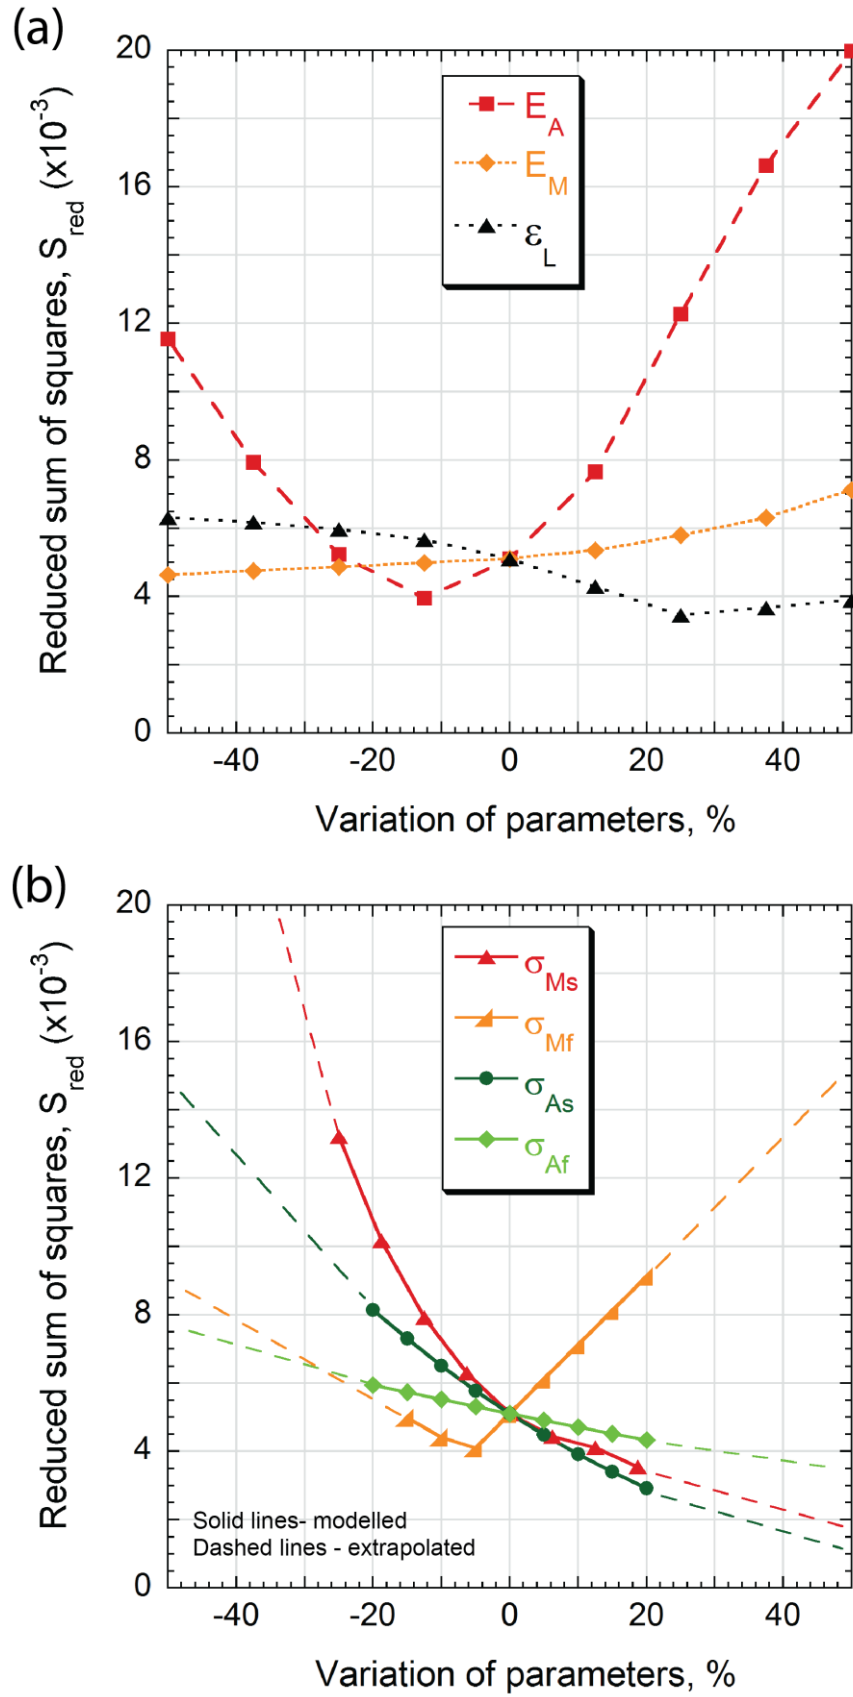 (a)
Reduced sum of squares, S_red (x10⁻³)
20
16
12
8
4
0
E_A
E_M
ε_L
-40 -20 0 20 40
Variation of parameters, %
(b)
Reduced sum of squares, S_red (x10⁻³)
20
16
12
8
4
0
σ_Ms
σ_Mf
σ_As
σ_Af
Solid lines- modelled
Dashed lines - extrapolated
-40 -20 0 20 40
Variation of parameters, %